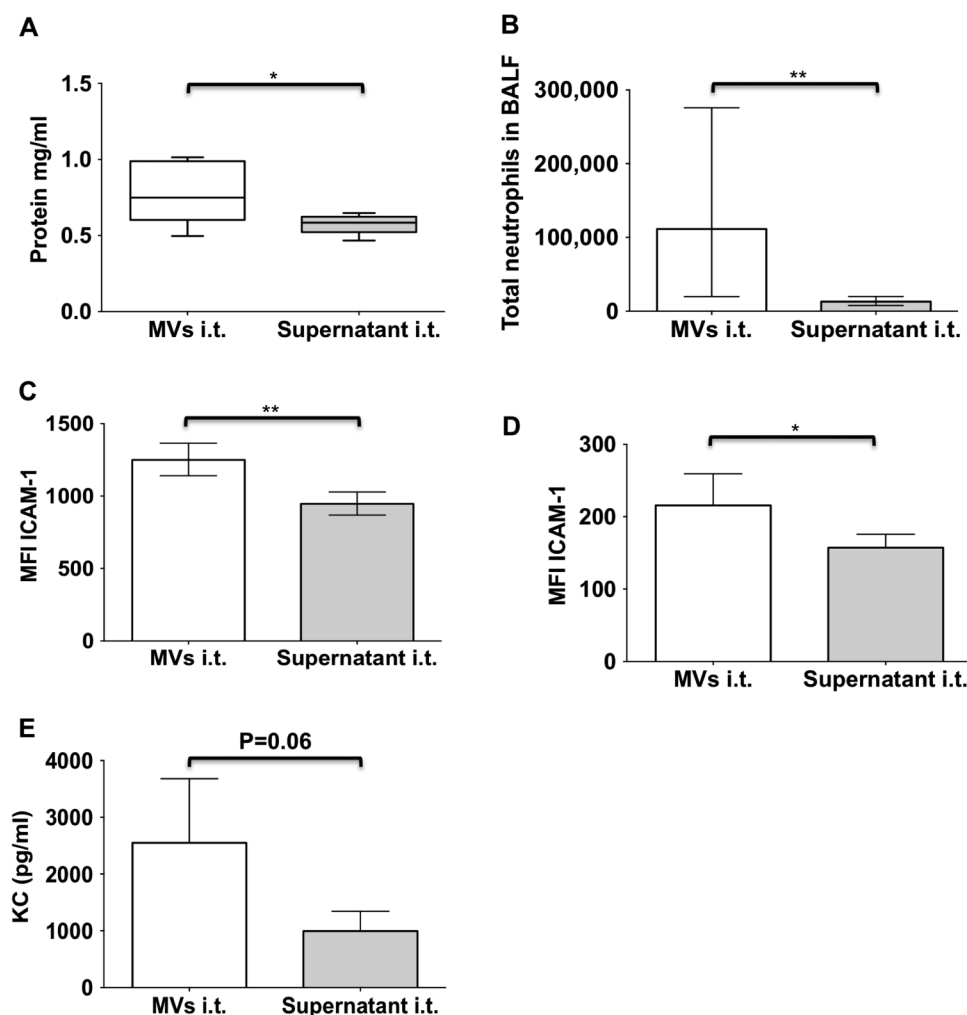 A
*
Protein mg/ml
1.5
1.0
0.5
0.0
MVs i.t.
Supernatant i.t.
B
**
Total neutrophils in BALF
300,000
200,000
100,000
0
MVs i.t.
Supernatant i.t.
C
**
MFI ICAM-1
1500
1000
500
0
MVs i.t.
Supernatant i.t.
D
*
MFI ICAM-1
300
200
100
0
MVs i.t.
Supernatant i.t.
E
P=0.06
KC (pg/ml)
4000
3000
2000
1000
0
MVs i.t.
Supernatant i.t.